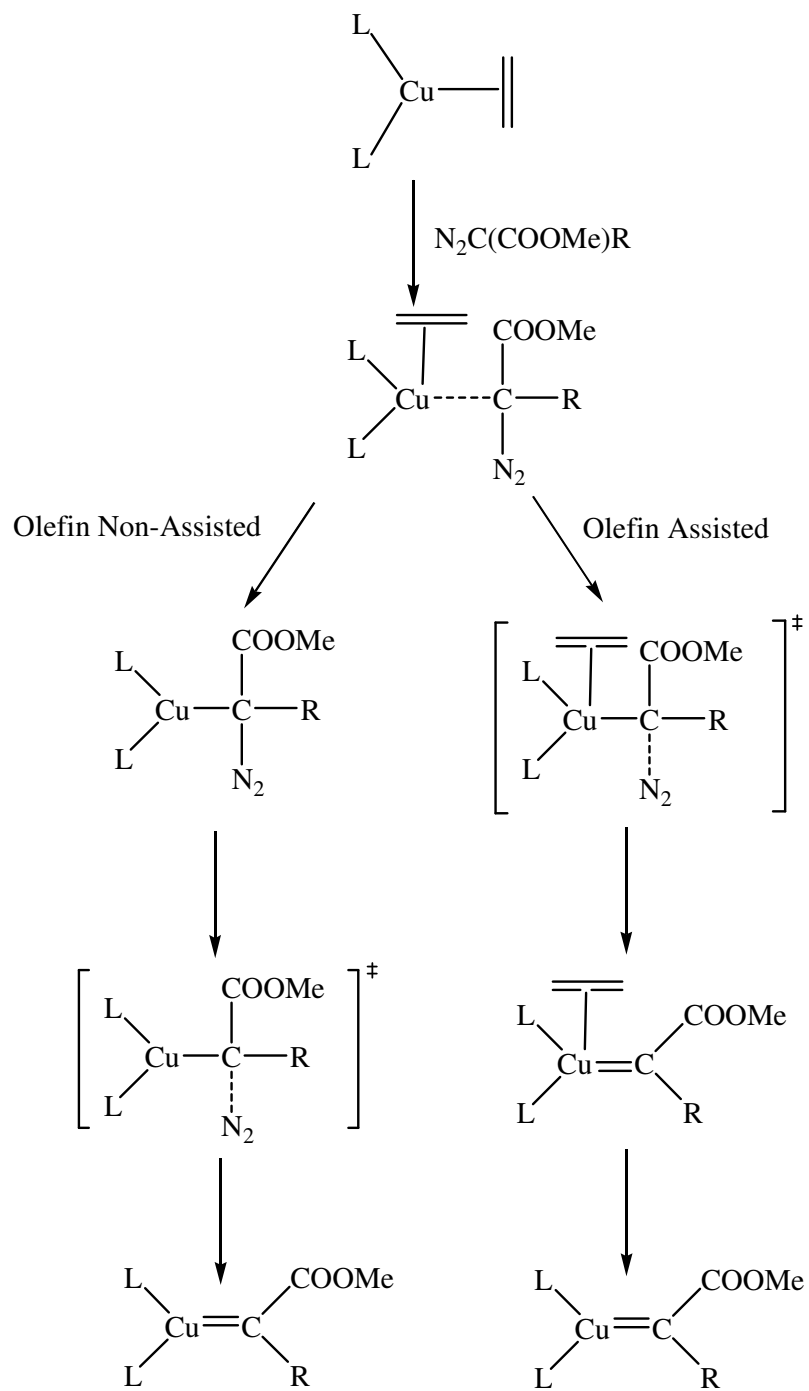 L
Cu
L
N₂C(COOMe)R
COOMe
L
Cu C R
L
N₂
Olefin Non-Assisted
Olefin Assisted
COOMe
L
Cu C R
L
N₂
COOMe ‡
L
Cu C R
L
N₂
COOMe ‡
L
Cu C R
L
N₂
COOMe
L
Cu C
L
R
COOMe
L
Cu C
L
R
COOMe
L
Cu C
L
R